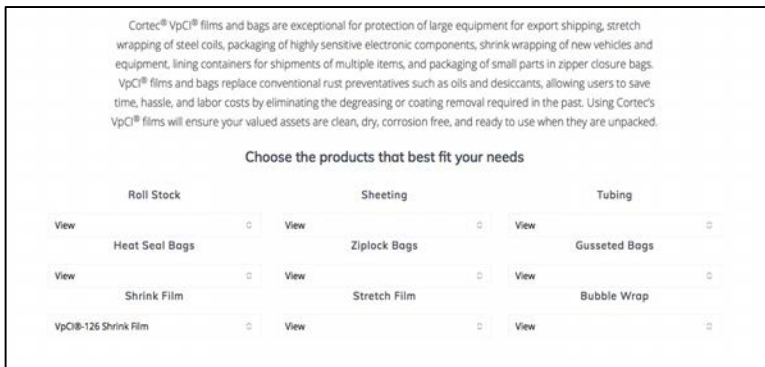 Cortec® VpCI® films and bags are exceptional for protection of large equipment for export shipping, stretch
wrapping of steel coils, packaging of highly sensitive electronic components, shrink wrapping of new vehicles and
equipment, lining containers for shipments of multiple items, and packaging of small parts in zipper closure bags.
VpCI® films and bags replace conventional rust preventatives such as oils and desiccants, allowing users to save
time, hassle, and labor costs by eliminating the degreasing or coating removal required in the past. Using Cortec's
VpCI® films will ensure your valued assets are clean, dry, corrosion free, and ready to use when they are unpacked.
Choose the products that best fit your needs
Roll Stock Sheeting Tubing
View View View
Heat Seal Bags Ziplock Bags Gusseted Bags
View View View
Shrink Film Stretch Film Bubble Wrap
VpCI®-126 Shrink Film View View